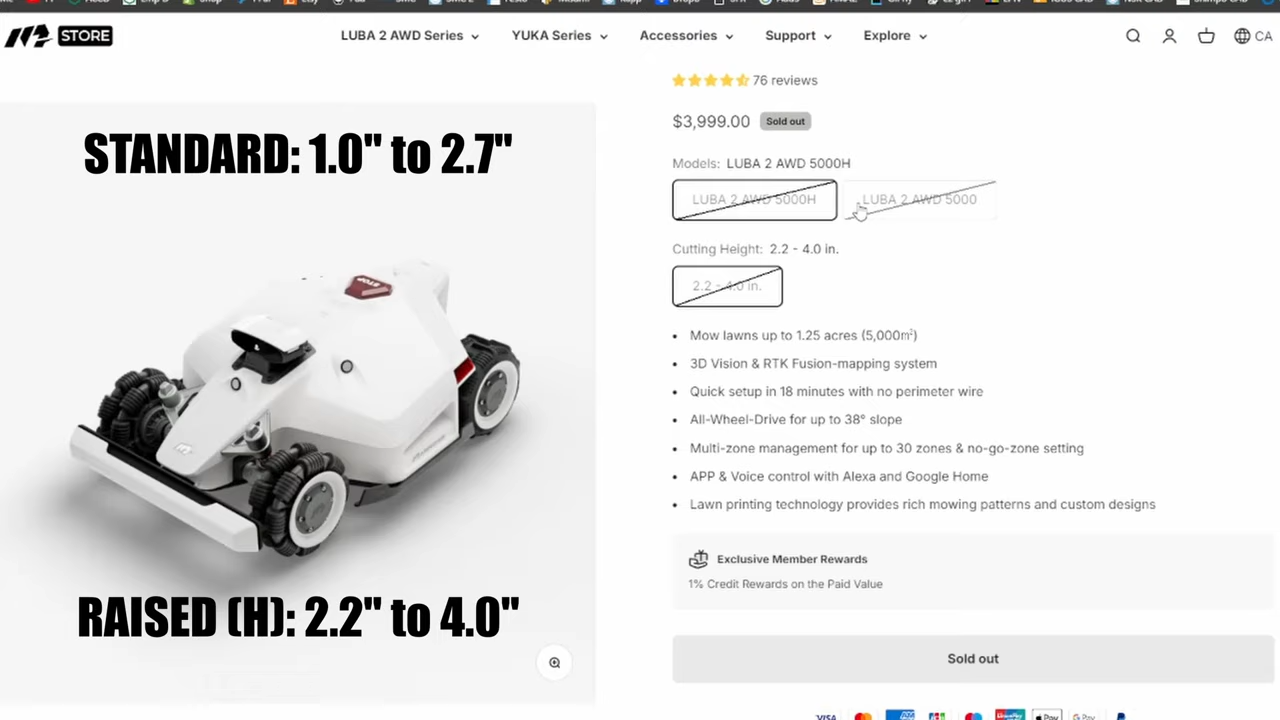 STORE
LUBA 2 AWD Series
YUKA Series
Accessories
Support
Explore
CA
76 reviews
$3,999.00
Sold out
Models: LUBA 2 AWD 5000H
LUBA 2 AWD 5000H
LUBA 2 AWD 5000
Cutting Height: 2.2 - 4.0 in.
2.2 - 4.0 in.
• Mow lawns up to 1.25 acres (5,000m²)
• 3D Vision & RTK Fusion-mapping system
• Quick setup in 18 minutes with no perimeter wire
• All-Wheel-Drive for up to 38° slope
• Multi-zone management for up to 30 zones & no-go-zone setting
• APP & Voice control with Alexa and Google Home
• Lawn printing technology provides rich mowing patterns and custom designs
Exclusive Member Rewards
1% Credit Rewards on the Paid Value
Sold out
VISA
STANDARD: 1.0" to 2.7"
STOP
RAISED (H): 2.2" to 4.0"